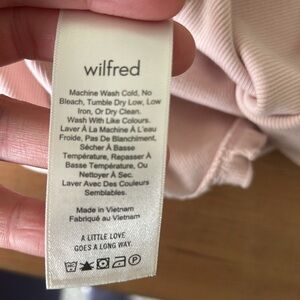 wilfred
Machine Wash Cold, No
Bleach, Tumble Dry Low, Low
Iron, Or Dry Clean.
Wash With Like Colours.
Laver À La Machine À L'eau
Froide, Pas De Blanchiment,
Sécher À Basse
Température, Repasser À
Basse Température, Ou
Nettoyer À Sec.
Laver Avec Des Couleurs
Semblables.
Made in Vietnam
Fabriqué au Vietnam
A LITTLE LOVE
GOES A LONG WAY.